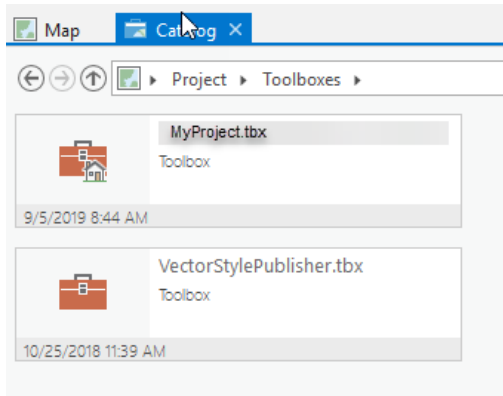 Map
Catalog
Project
Toolboxes
MyProject.tbx
Toolbox
9/5/2019 8:44 AM
VectorStylePublisher.tbx
Toolbox
10/25/2018 11:39 AM